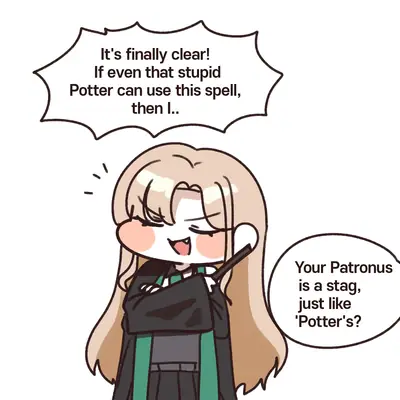 It's finally clear!
If even that stupid
Potter can use this spell,
then I..
Your Patronus
is a stag,
just like
'Potter's?